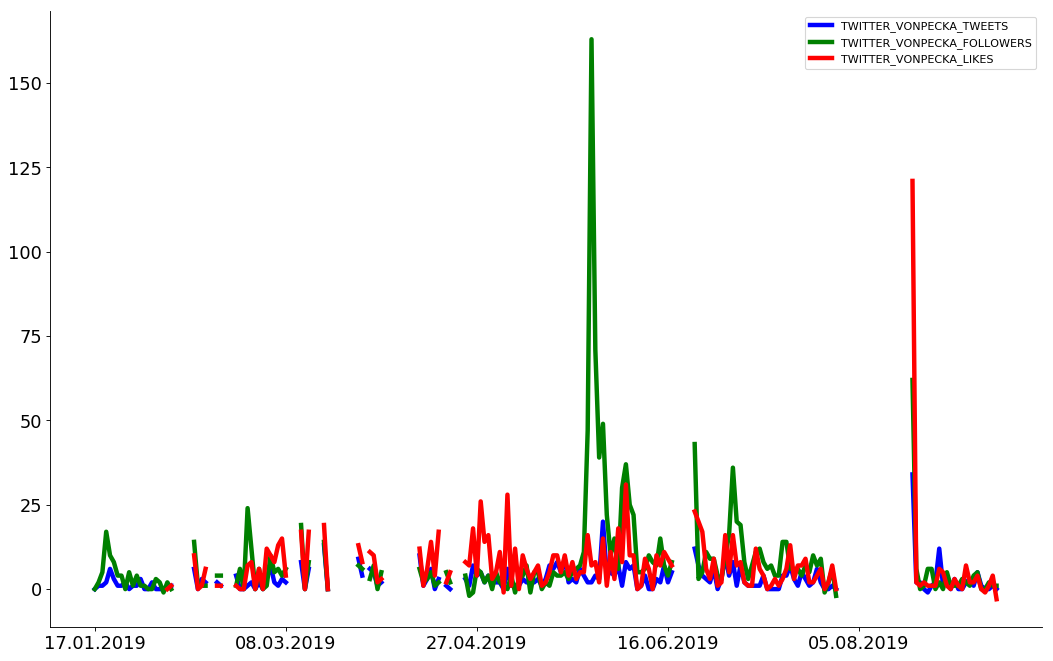 TWITTER_VONPECKA_TWEETS
TWITTER_VONPECKA_FOLLOWERS
TWITTER_VONPECKA_LIKES
150
125
100
75
50
25
0
17.01.2019 08.03.2019 27.04.2019 16.06.2019 05.08.2019